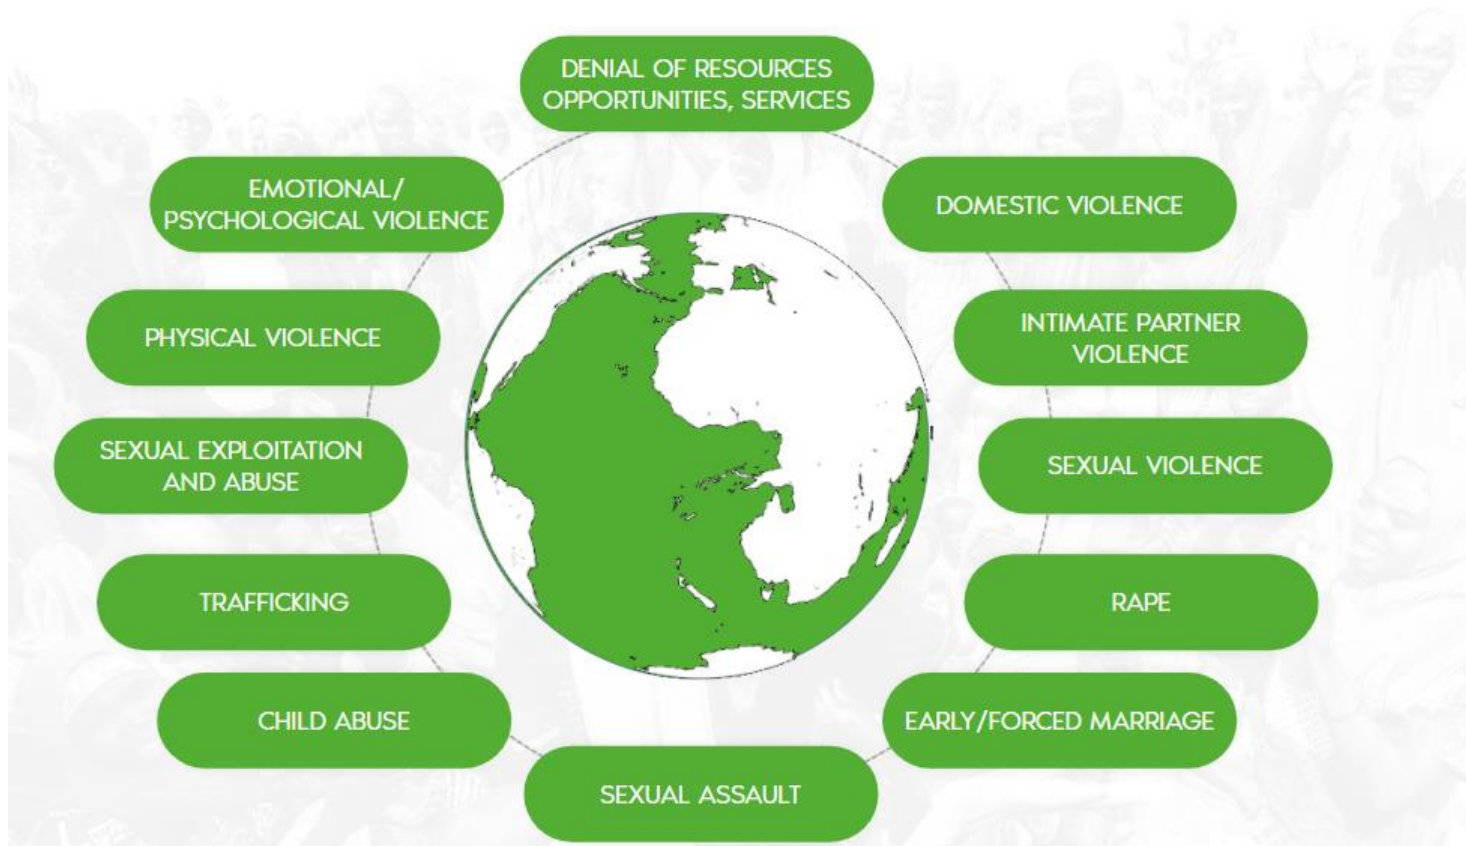 DENIAL OF RESOURCES
OPPORTUNITIES, SERVICES
EMOTIONAL/
PSYCHOLOGICAL VIOLENCE
DOMESTIC VIOLENCE
PHYSICAL VIOLENCE
INTIMATE PARTNER
VIOLENCE
SEXUAL EXPLOITATION
AND ABUSE
SEXUAL VIOLENCE
TRAFFICKING
RAPE
CHILD ABUSE
EARLY/FORCED MARRIAGE
SEXUAL ASSAULT